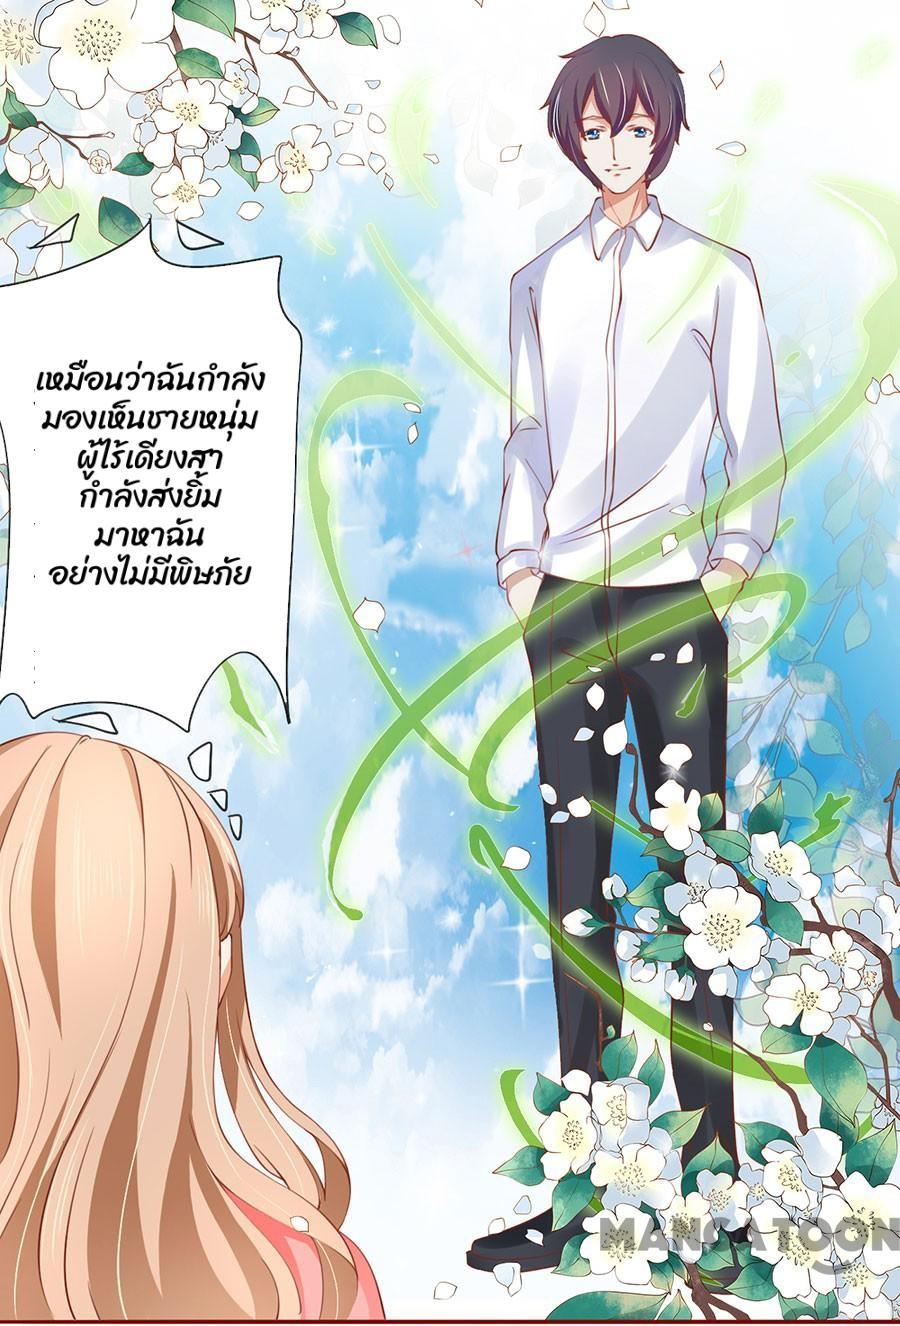 เหมือนว่าฉันกำลัง
มองเห็นชายหนุ่ม
ผู้ไร้เดียงสา
กำลังส่งยิ้ม
มาหาฉัน
อย่างไม่มีพิษภัย
MANGATOON